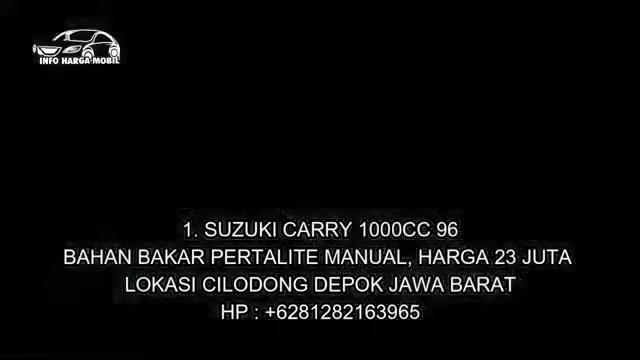 INFO HARGA MOBIL
1. SUZUKI CARRY 1000CC 96
BAHAN BAKAR PERTALITE MANUAL, HARGA 23 JUTA
LOKASI CILODONG DEPOK JAWA BARAT
HP : +6281282163965